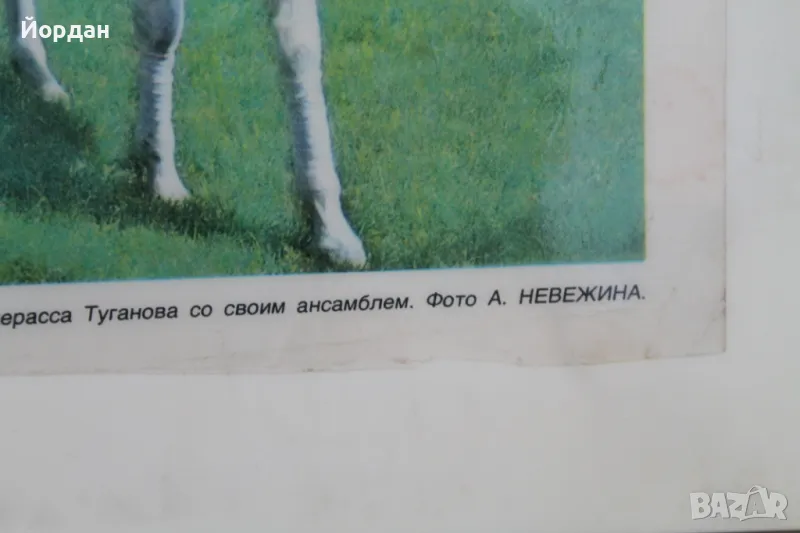 Йордан
ерасса Туганова со своим ансамблем. Фото А. НЕВЕЖИНА.
BAZAR